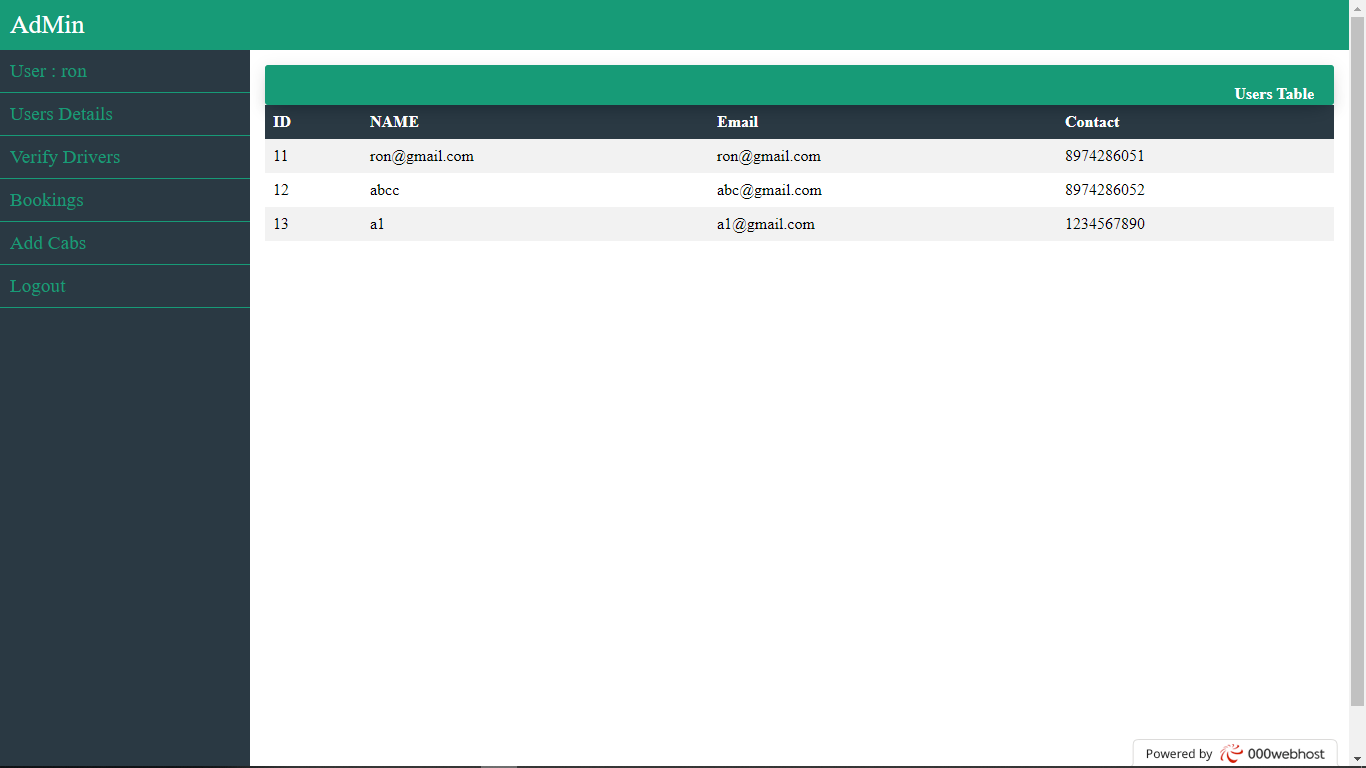 AdMin
User : ron
Users Details
Verify Drivers
Bookings
Add Cabs
Logout
Users Table
ID NAME Email Contact
11 ron@gmail.com ron@gmail.com 8974286051
12 abcc abc@gmail.com 8974286052
13 a1 a1@gmail.com 1234567890
Powered by 000webhost